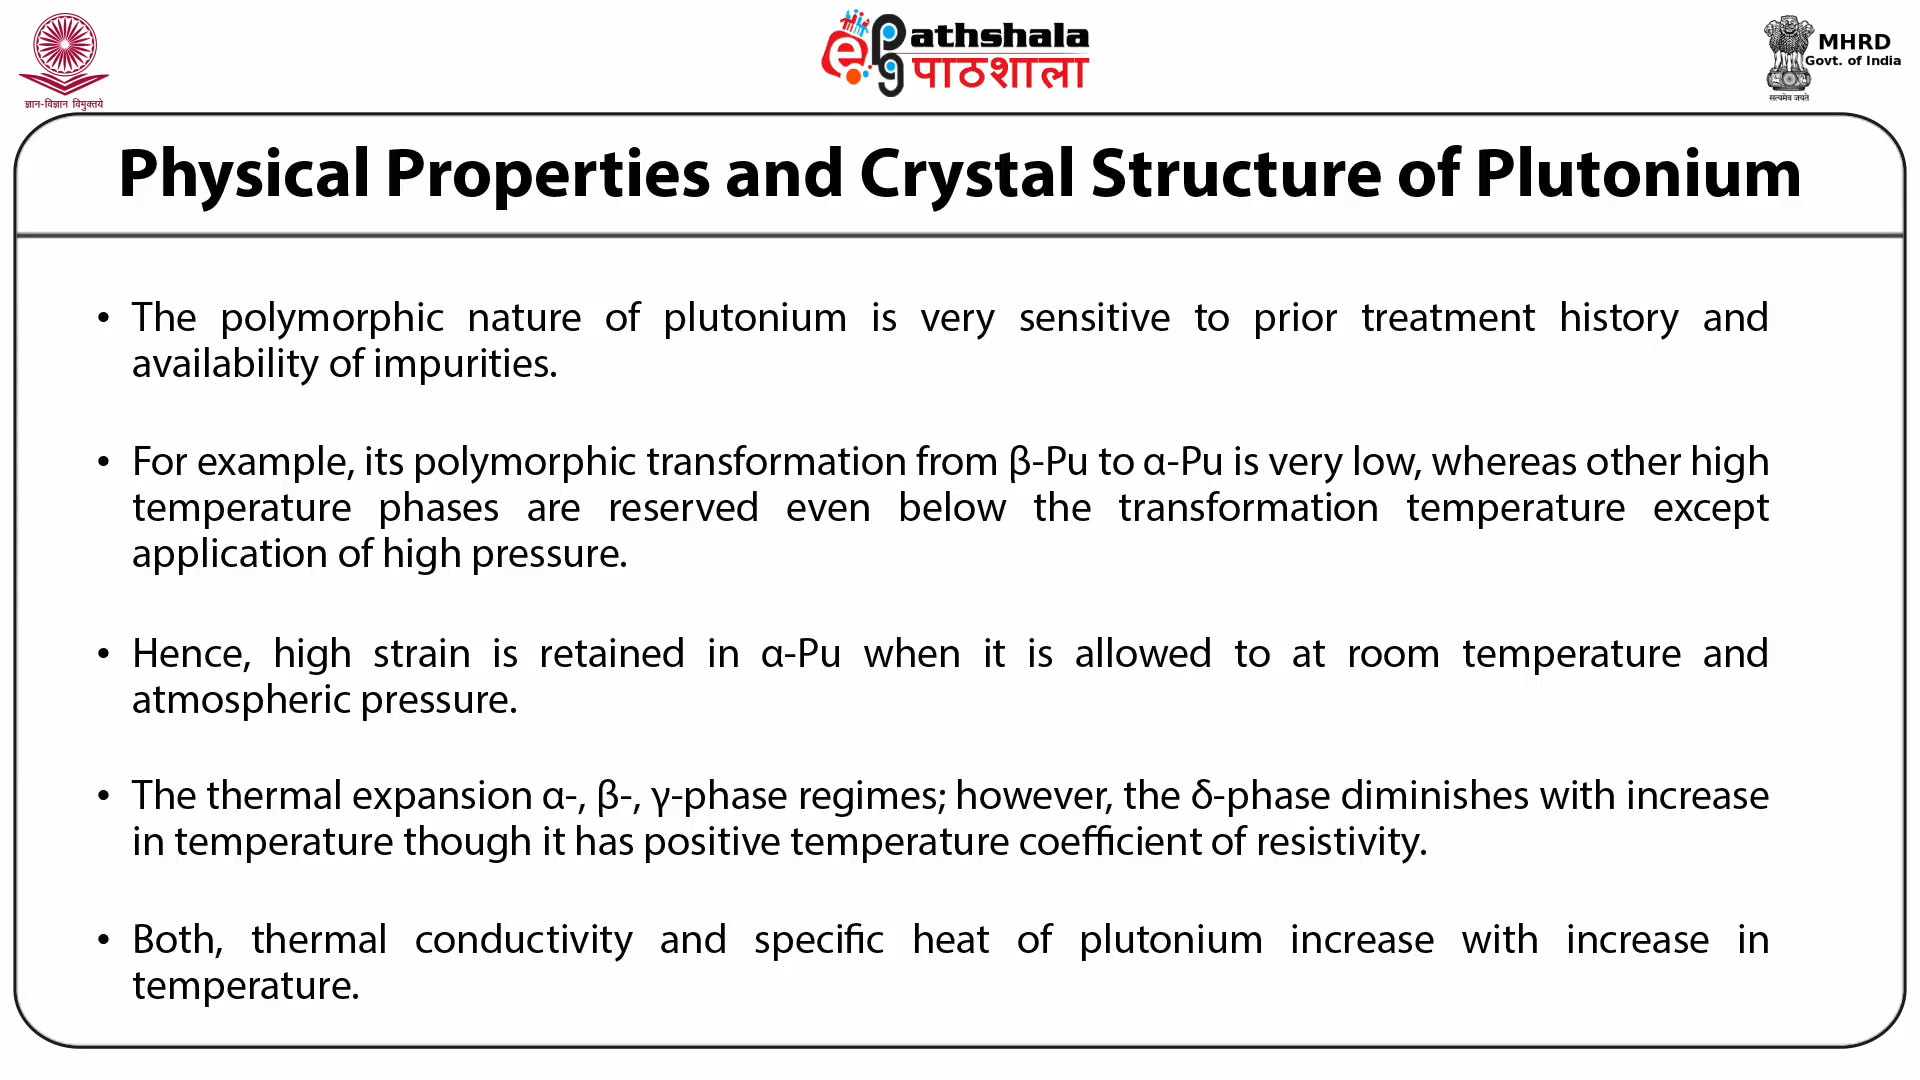 ज्ञान-विज्ञान विमुक्तये
ePathshala
पाठशाला
MHRD
Govt. of India
सत्यमेव जयते
Physical Properties and Crystal Structure of Plutonium
• The polymorphic nature of plutonium is very sensitive to prior treatment history and
availability of impurities.
• For example, its polymorphic transformation from β-Pu to α-Pu is very low, whereas other high
temperature phases are reserved even below the transformation temperature except
application of high pressure.
• Hence, high strain is retained in α-Pu when it is allowed to at room temperature and
atmospheric pressure.
• The thermal expansion α-, β-, γ-phase regimes; however, the δ-phase diminishes with increase
in temperature though it has positive temperature coefficient of resistivity.
• Both, thermal conductivity and specific heat of plutonium increase with increase in
temperature.